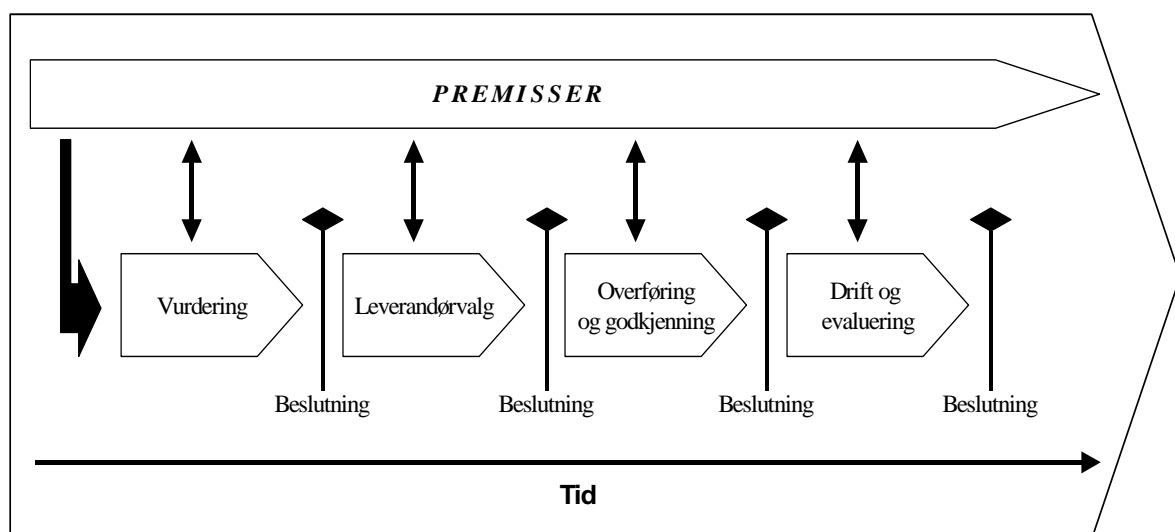 PREMISSER
Vurdering
Leverandørvalg
Overføring
og godkjenning
Drift og
evaluering
Beslutning
Beslutning
Beslutning
Beslutning
Tid